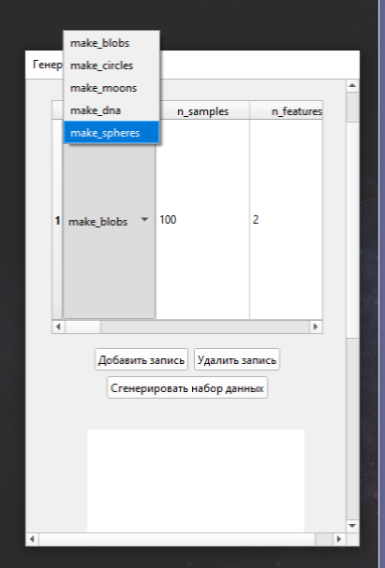 make_blobs
make_circles
make_moons
make_dna
make_spheres
Генер
n_samples
n_features
1
make_blobs
100
2
Добавить запись
Удалить запись
Сгенерировать набор данных